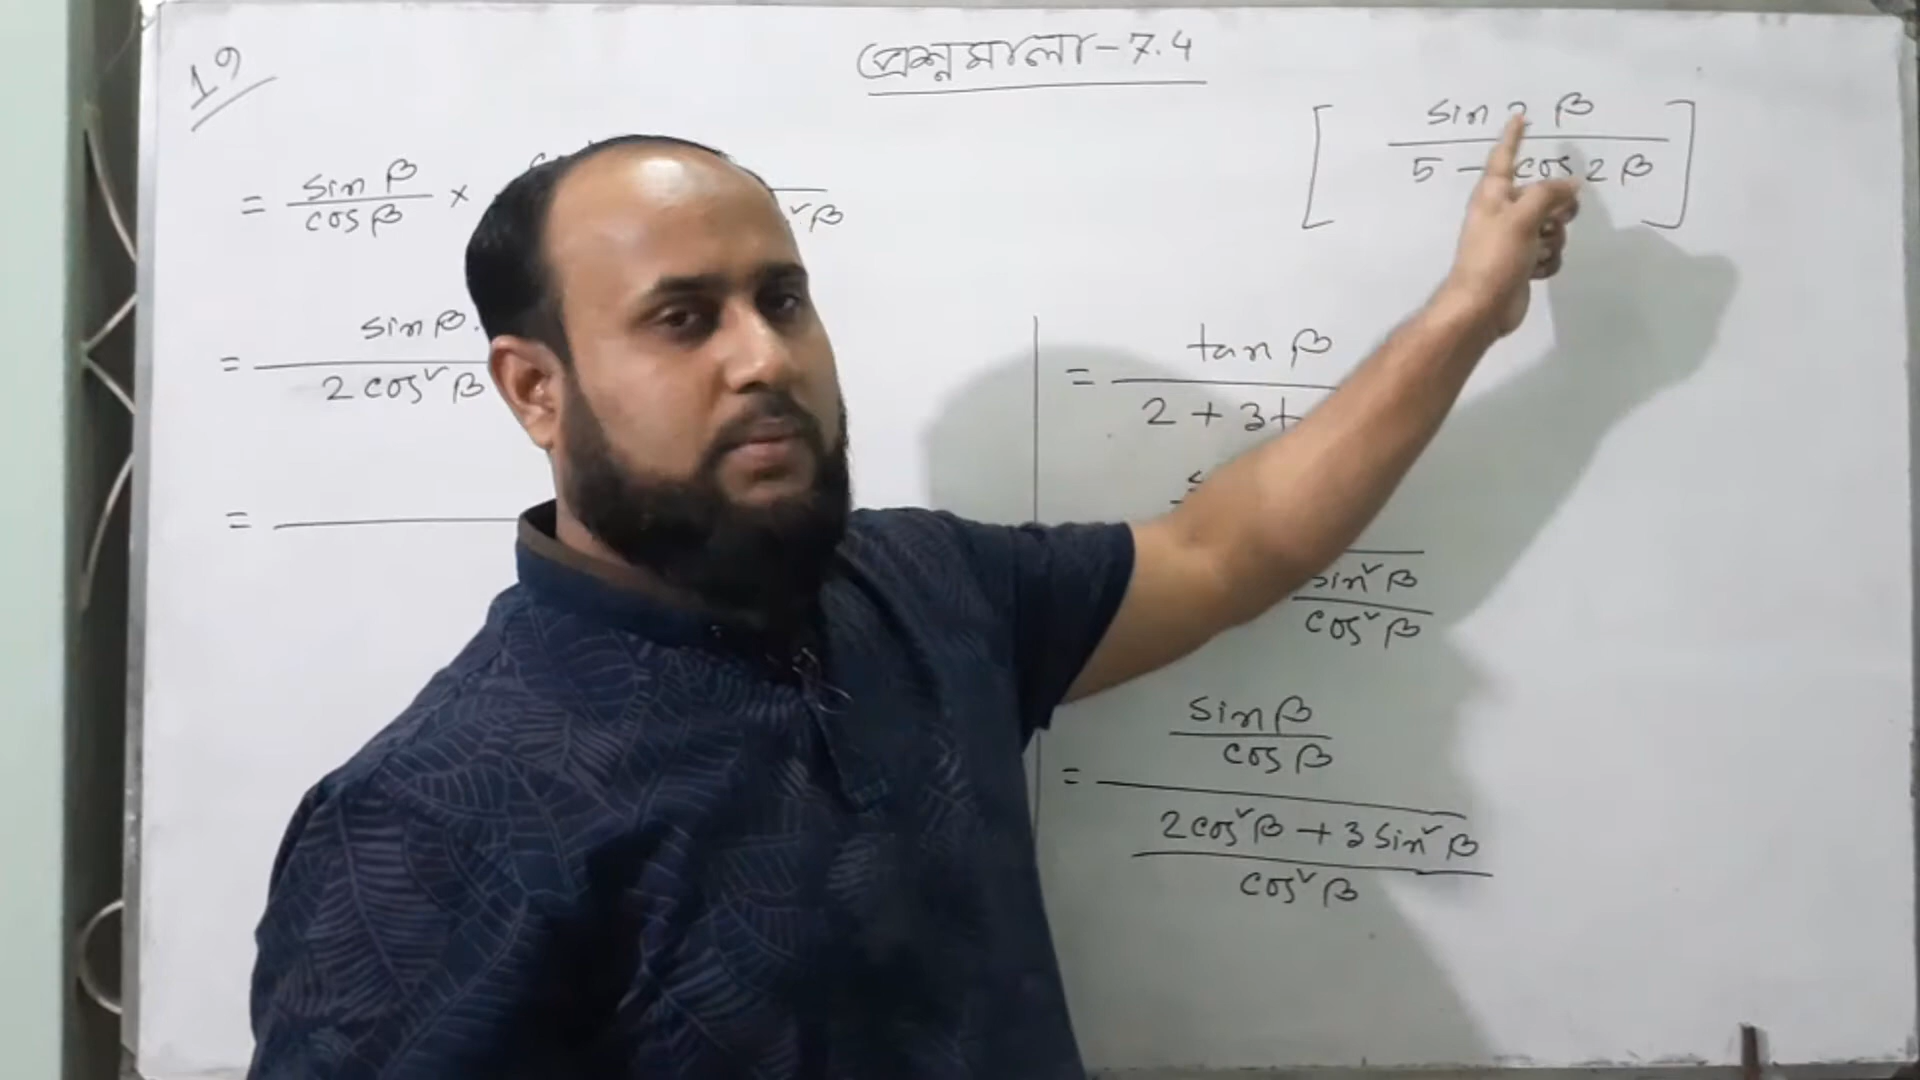 19
প্রশ্নমালা-7.4
[ sin 2β / 5 - cos 2β ]
= sin β / cos β ×
β
= sin β. / 2 cos² β
=
= tan β / 2 + 3
sin² β / cos² β
= sin β / cos β / 2 cos² β + 3 sin² β / cos² β